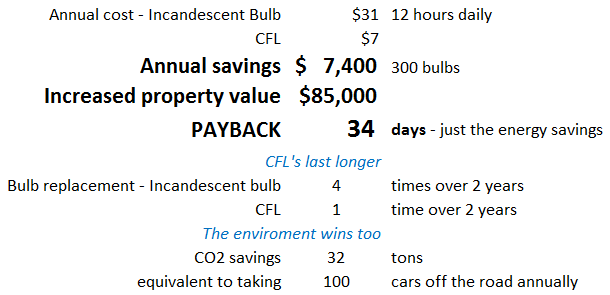 Annual cost - Incandescent Bulb $31 12 hours daily
CFL $7
Annual savings $ 7,400 300 bulbs
Increased property value $85,000
PAYBACK 34 days - just the energy savings
CFL's last longer
Bulb replacement - Incandescent bulb 4 times over 2 years
CFL 1 time over 2 years
The enviroment wins too
CO2 savings 32 tons
equivalent to taking 100 cars off the road annually